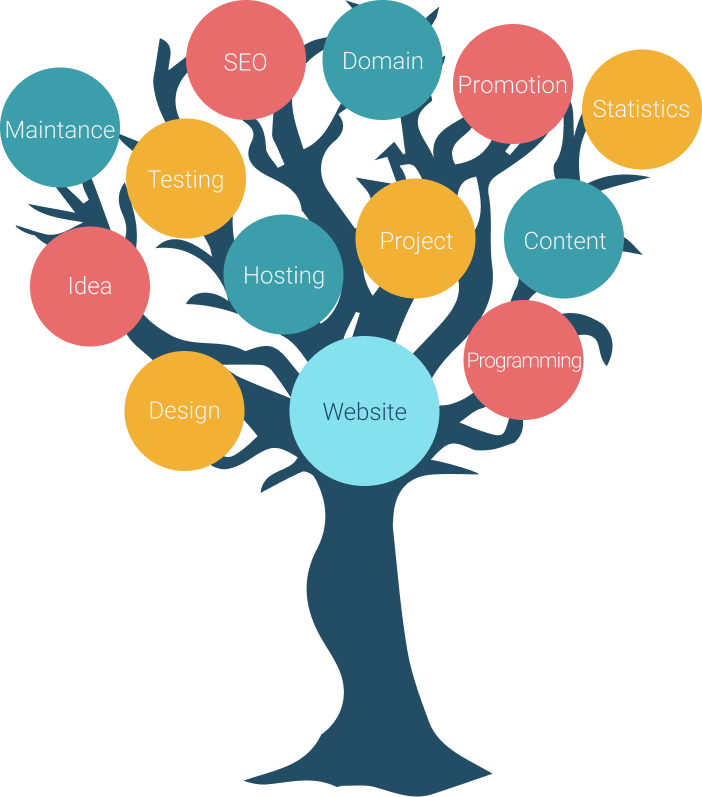 SEO
Domain
Promotion
Statistics
Maintance
Testing
Project
Content
Hosting
Idea
Programming
Design
Website